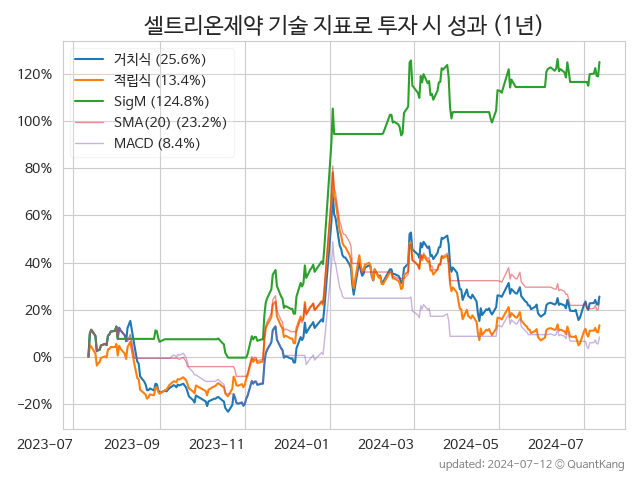 셀트리온제약 기술 지표로 투자 시 성과 (1년)
거치식 (25.6%)
적립식 (13.4%)
SigM (124.8%)
SMA(20) (23.2%)
MACD (8.4%)
120%
100%
80%
60%
40%
20%
0%
−20%
2023-07 2023-09 2023-11 2024-01 2024-03 2024-05 2024-07
updated: 2024-07-12 © QuantKang